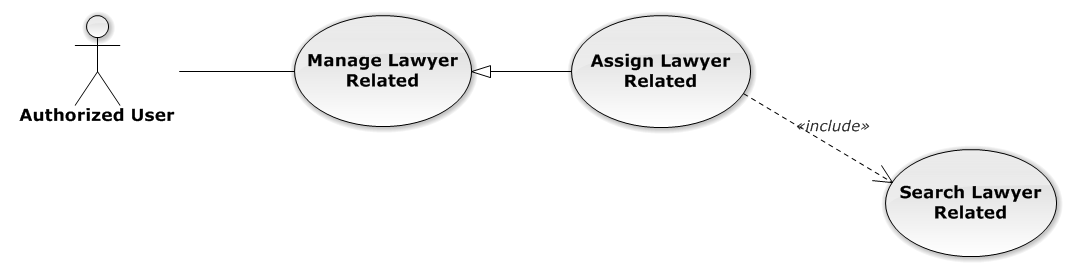 Authorized User
Manage Lawyer
Related
Assign Lawyer
Related
«include»
Search Lawyer
Related